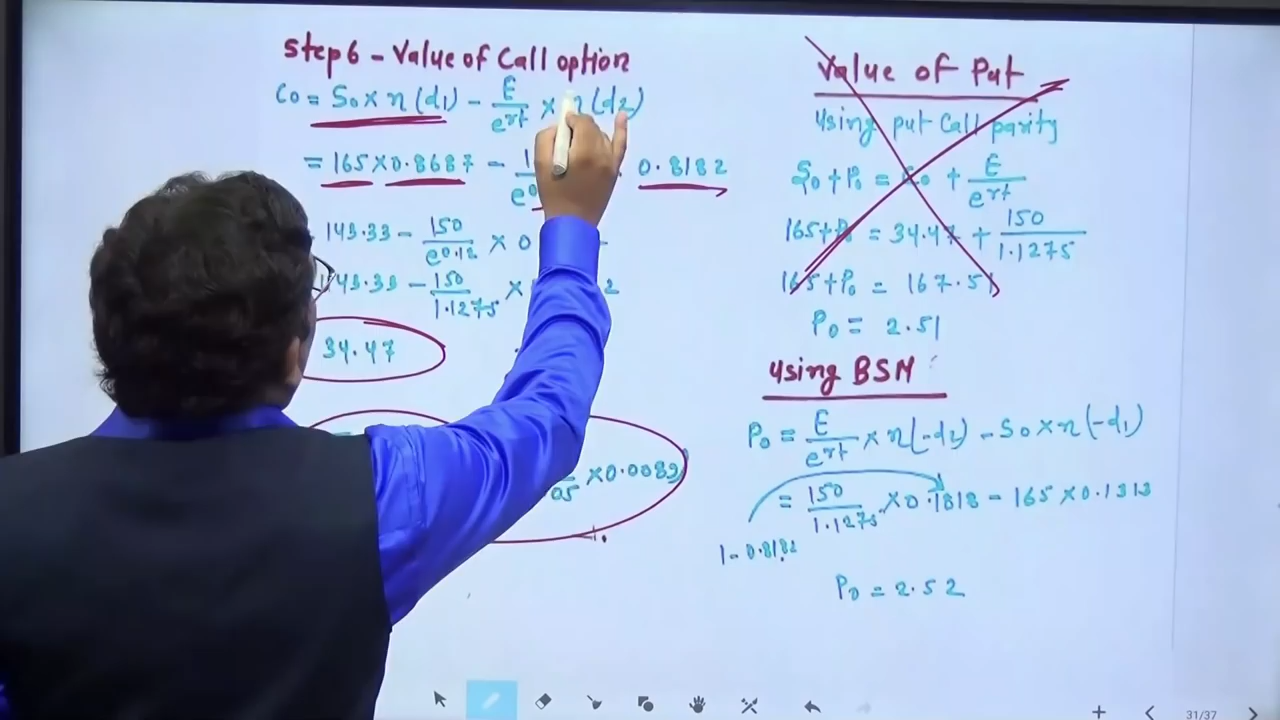 Step 6 - Value of Call option
C0 = S0 × n (d1) - E/e^rt × n (d2)
= 165 × 0.8687 - 0.8182
143.33 - 150/e^0.12 × 0
143.33 - 150/1.1275 × 2
34.47
× 0.0089
Value of Put
Using put Call parity
S0 + P0 = C0 + E/e^rt
165 + P0 = 34.47 + 150/1.1275
165 + P0 = 167.51
P0 = 2.51
Using BSM
P0 = E/e^rt × n(-d2) - S0 × n(-d1)
= 150/1.1275 × 0.1818 - 165 × 0.1313
1 - 0.8182
P0 = 2.52
31/37